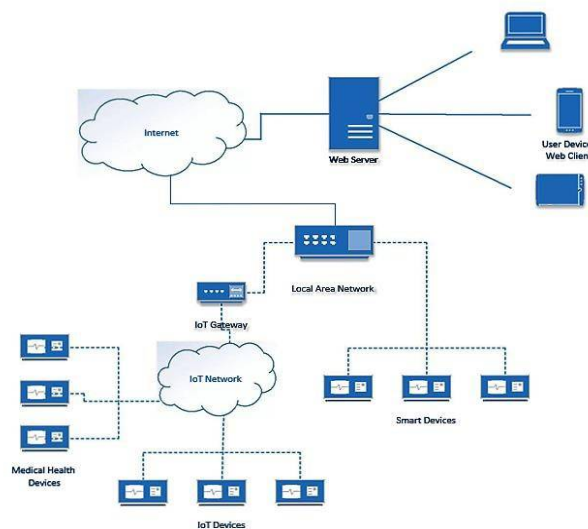 Internet
Web Server
User Device
Web Clien
Local Area Network
IoT Gateway
IoT Network
Smart Devices
Medical Health
Devices
IoT Devices